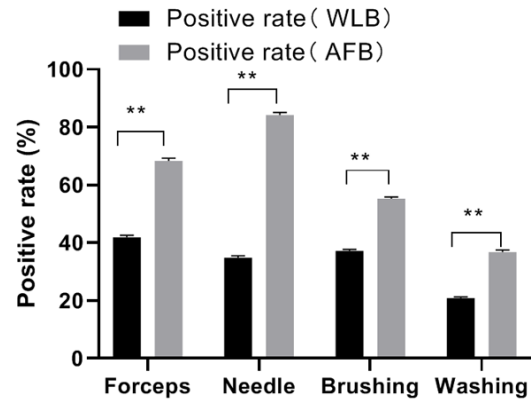 Positive rate( WLB)
Positive rate( AFB)
Positive rate (%)
100
80
60
40
20
0
**
**
**
**
Forceps Needle Brushing Washing